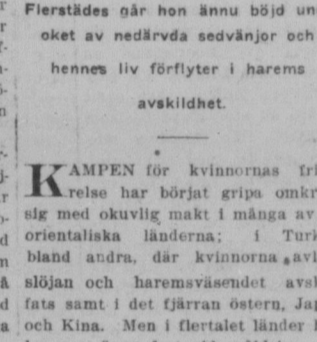 Flerstädes går hon ännu böjd un
oket av nedärvda sedvänjor och
hennes liv förflyter i harems
avskildhet.
KAMPEN för kvinnornas fri
relse har börjat gripa omkr
sig med okuvlig makt i många av
orientaliska länderna; i Turk
bland andra, där kvinnorna avl
slöjan och haremsväsendet avsk
fats samt i det fjärran östern, Jap
och Kina. Men i flertalet länder h